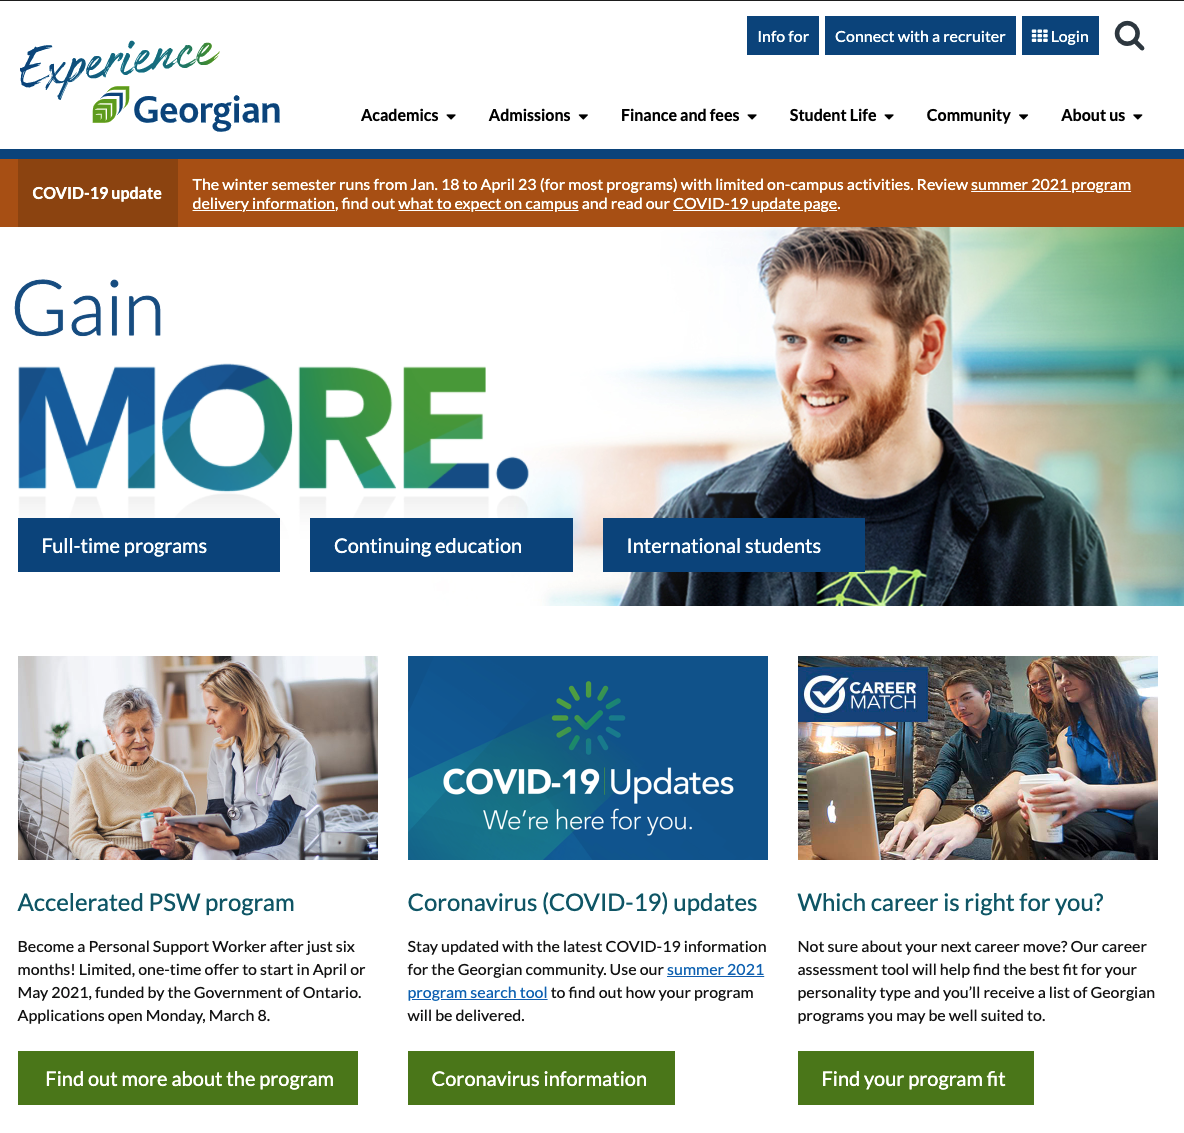 Info for
Connect with a recruiter
Login
Experience
Georgian
Academics
Admissions
Finance and fees
Student Life
Community
About us
COVID-19 update
The winter semester runs from Jan. 18 to April 23 (for most programs) with limited on-campus activities. Review summer 2021 program
delivery information, find out what to expect on campus and read our COVID-19 update page.
Gain
MORE.
Full-time programs
Continuing education
International students
COVID-19 Updates
We're here for you.
CAREER
MATCH
Accelerated PSW program
Become a Personal Support Worker after just six
months! Limited, one-time offer to start in April or
May 2021, funded by the Government of Ontario.
Applications open Monday, March 8.
Find out more about the program
Coronavirus (COVID-19) updates
Stay updated with the latest COVID-19 information
for the Georgian community. Use our summer 2021
program search tool to find out how your program
will be delivered.
Coronavirus information
Which career is right for you?
Not sure about your next career move? Our career
assessment tool will help find the best fit for your
personality type and you'll receive a list of Georgian
programs you may be well suited to.
Find your program fit